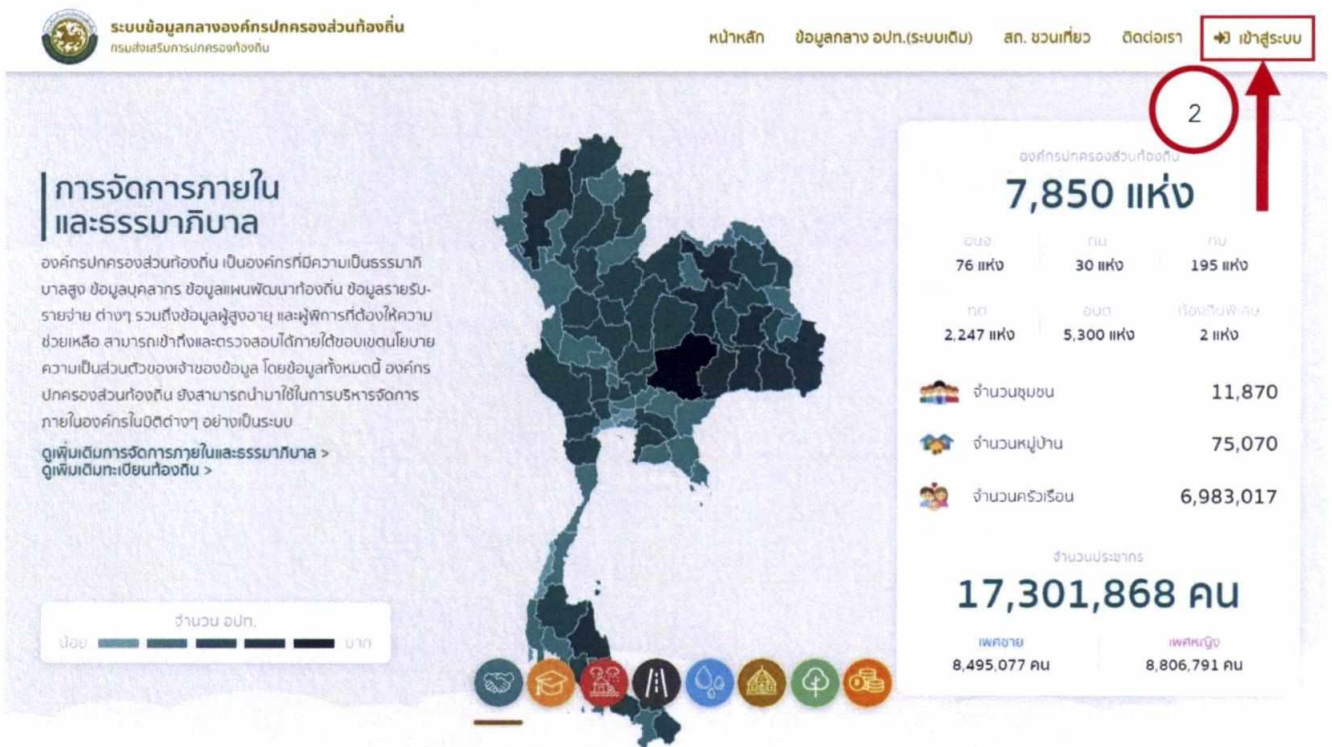 ระบบข้อมูลกลางองค์กรปกครองส่วนท้องถิ่น
กรมส่งเสริมการปกครองท้องถิ่น
หน้าหลัก ข้อมูลกลาง อปท.(ระบบเดิม) สถ. ชวนเที่ยว ติดต่อเรา เข้าสู่ระบบ
2
การจัดการภายใน
และธรรมาภิบาล
องค์กรปกครองส่วนท้องถิ่น เป็นองค์กรที่มีความเป็นธรรมาภิ
บาลสูง ข้อมูลบุคลากร ข้อมูลแผนพัฒนาท้องถิ่น ข้อมูลรายรับ-
รายจ่าย ต่างๆ รวมถึงข้อมูลผู้สูงอายุ และผู้พิการที่ต้องให้ความ
ช่วยเหลือ สามารถเข้าถึงและตรวจสอบได้ภายใต้ขอบเขตนโยบาย
ความเป็นส่วนตัวของเจ้าของข้อมูล โดยข้อมูลทั้งหมดนี้ องค์กร
ปกครองส่วนท้องถิ่น ยังสามารถนำมาใช้ในการบริหารจัดการ
ภายในองค์กรในมิติต่างๆ อย่างเป็นระบบ
ดูเพิ่มเติมการจัดการภายในและธรรมาภิบาล >
ดูเพิ่มเติมทะเบียนท้องถิ่น >
จำนวน อปท.
น้อย มาก
องค์กรปกครองส่วนท้องถิ่น
7,850 แห่ง
อบจ. ทน ทม
76 แห่ง 30 แห่ง 195 แห่ง
ทต อบต ท้องถิ่นพิเศษ
2,247 แห่ง 5,300 แห่ง 2 แห่ง
จำนวนชุมชน 11,870
จำนวนหมู่บ้าน 75,070
จำนวนครัวเรือน 6,983,017
จำนวนประชากร
17,301,868 คน
เพศชาย เพศหญิง
8,495,077 คน 8,806,791 คน